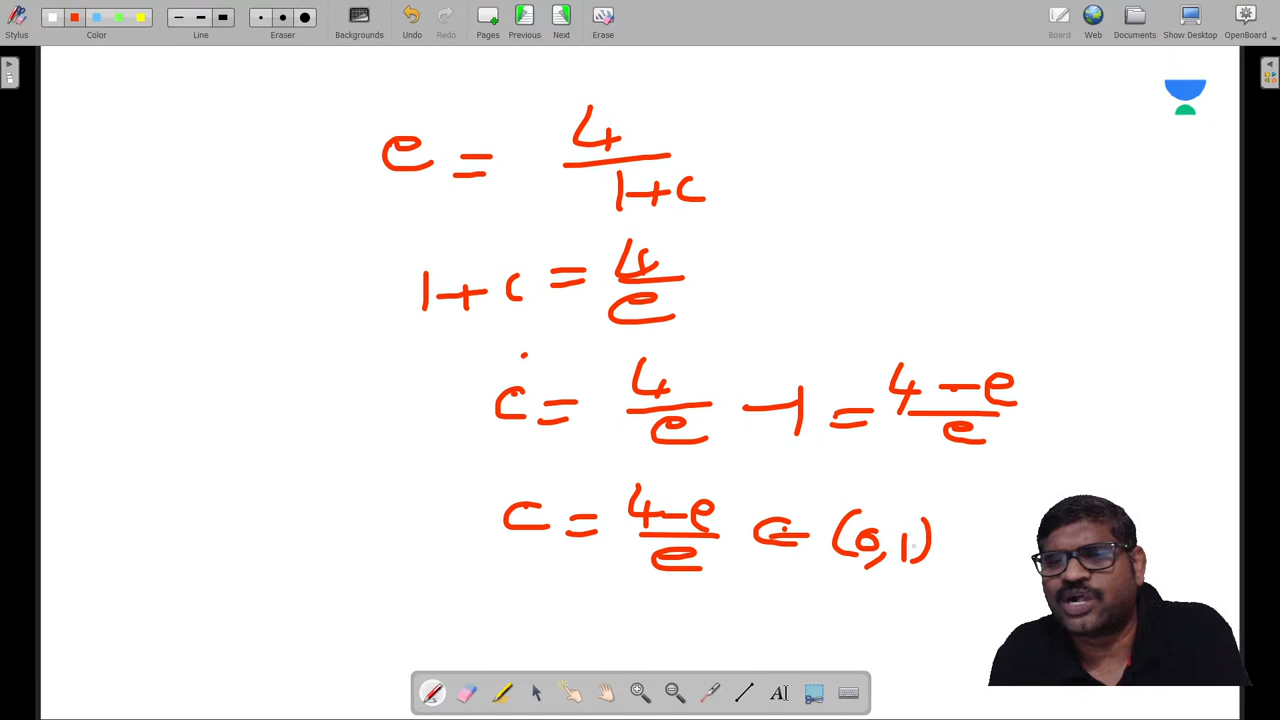 Stylus Color Line Eraser Backgrounds Undo Redo Pages Previous Next Erase Board Web Documents Show Desktop OpenBoard
e = 4/(1+c)
1+c = 4/e
c = 4/e - 1 = (4-e)/e
c = (4-e)/e ∈ (0,1)